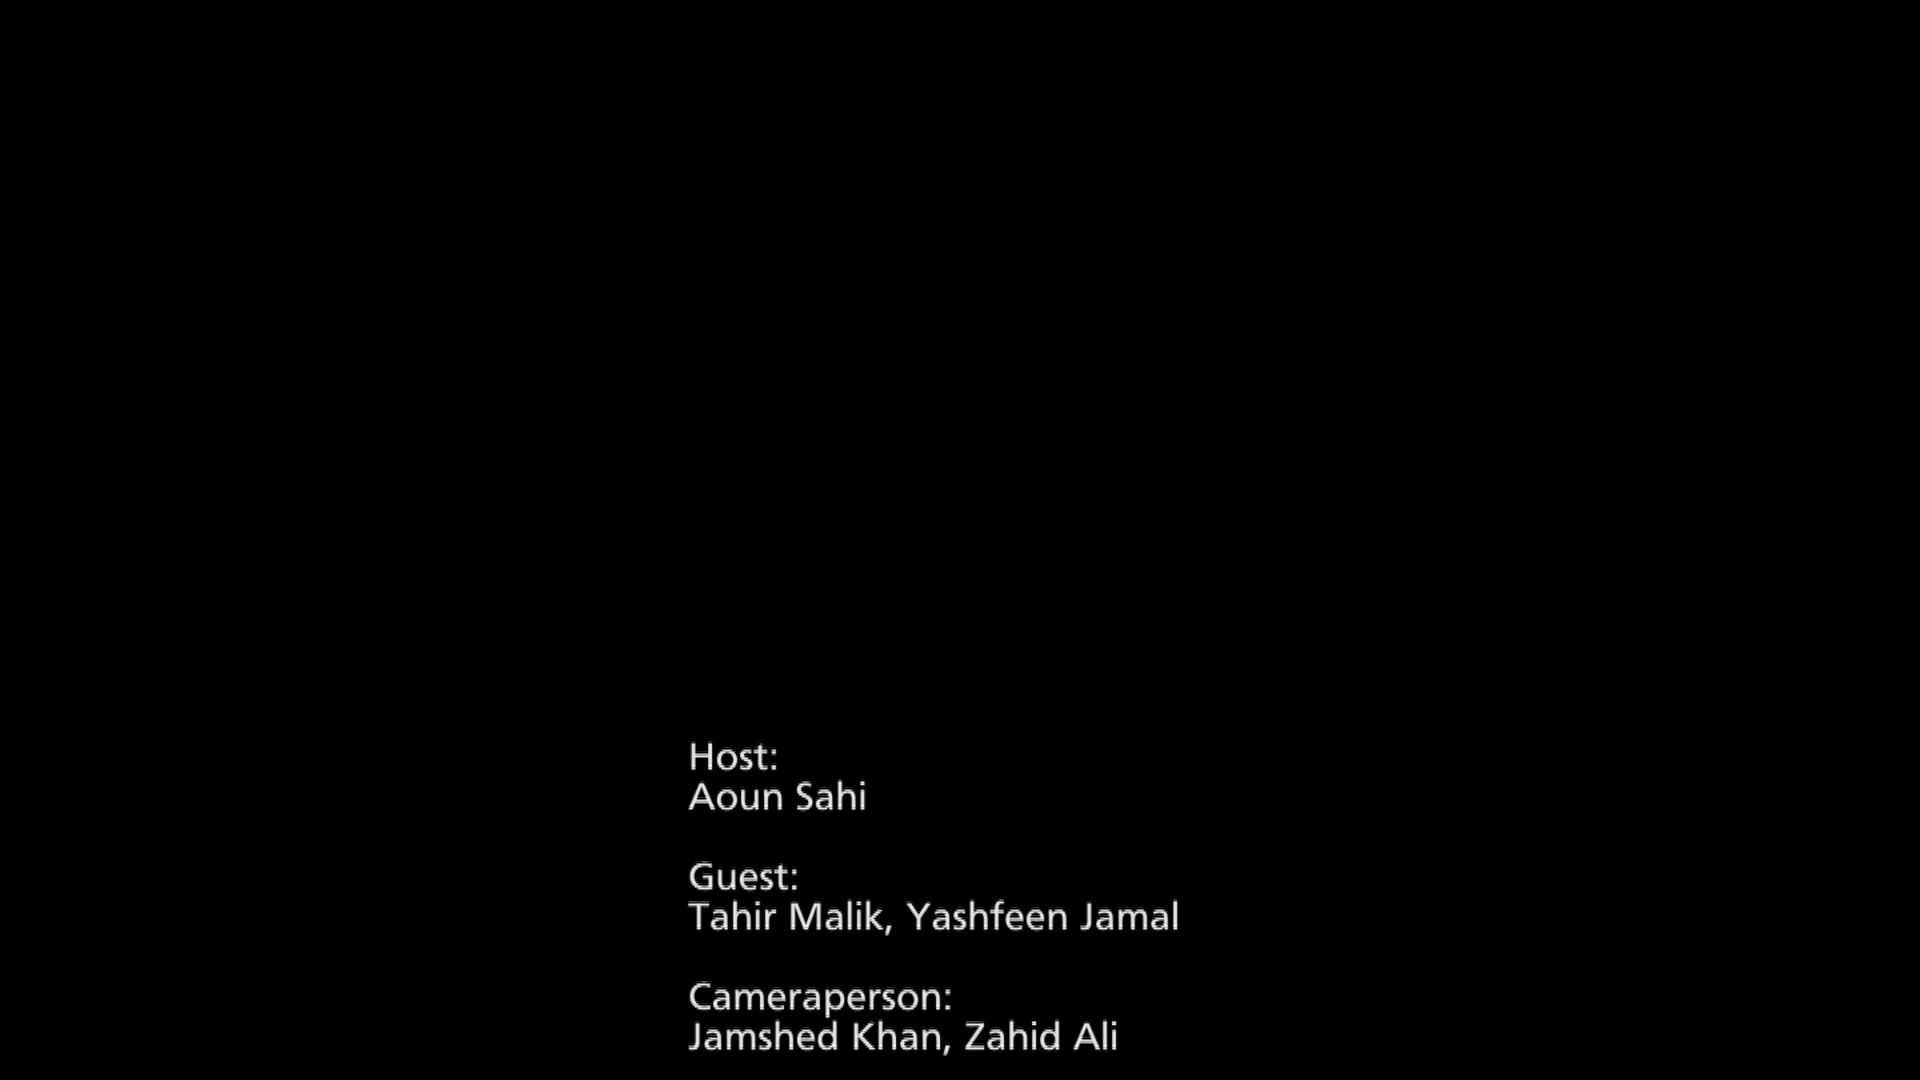 Host:
Aoun Sahi
Guest:
Tahir Malik, Yashfeen Jamal
Cameraperson:
Jamshed Khan, Zahid Ali